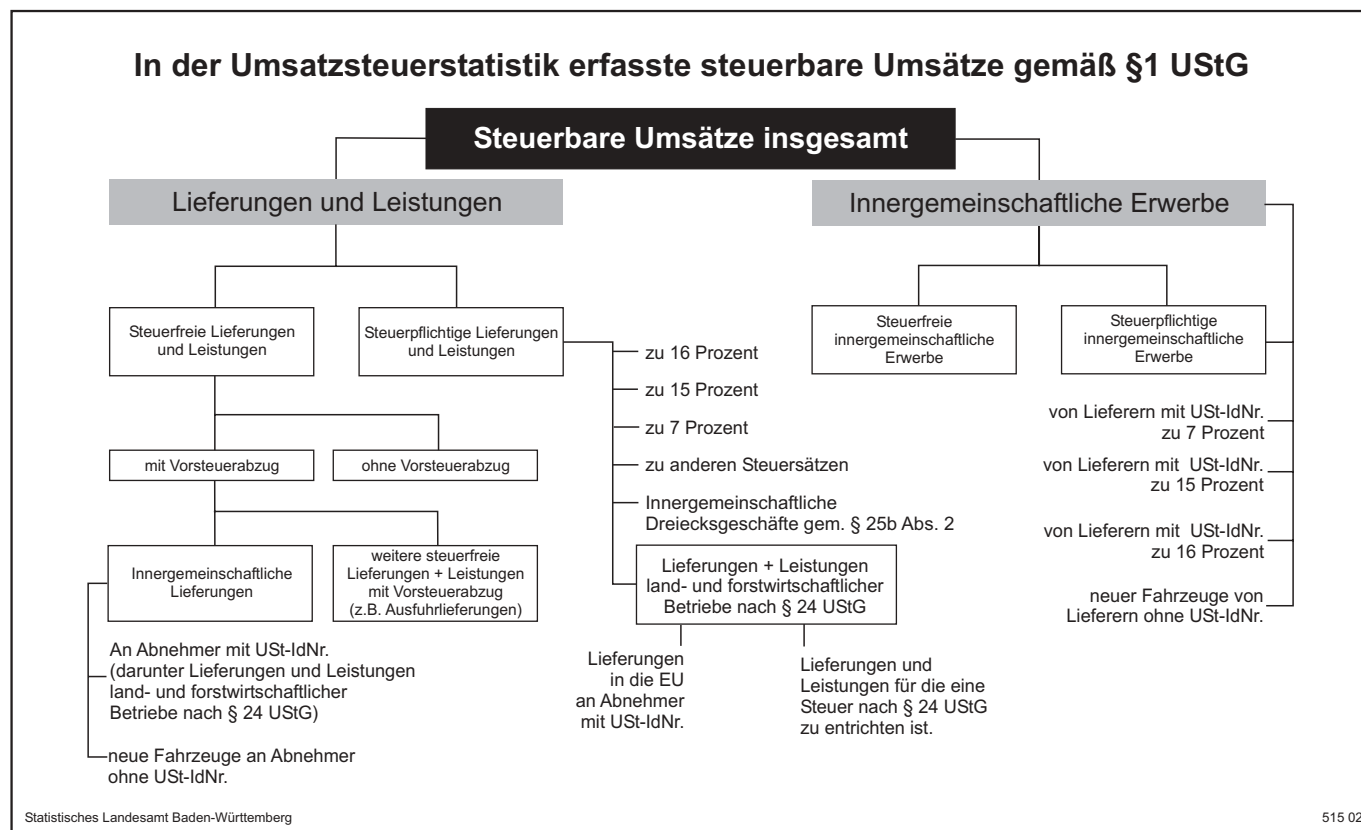 In der Umsatzsteuerstatistik erfasste steuerbare Umsätze gemäß §1 UStG
Steuerbare Umsätze insgesamt
Lieferungen und Leistungen
Innergemeinschaftliche Erwerbe
Steuerfreie Lieferungen
und Leistungen
Steuerpflichtige Lieferungen
und Leistungen
Steuerfreie
innergemeinschaftliche
Erwerbe
Steuerpflichtige
innergemeinschaftliche
Erwerbe
zu 16 Prozent
zu 15 Prozent
zu 7 Prozent
zu anderen Steuersätzen
Innergemeinschaftliche
Dreiecksgeschäfte gem. § 25b Abs. 2
von Lieferern mit USt-IdNr.
zu 7 Prozent
von Lieferern mit USt-IdNr.
zu 15 Prozent
von Lieferern mit USt-IdNr.
zu 16 Prozent
neuer Fahrzeuge von
Lieferern ohne USt-IdNr.
mit Vorsteuerabzug
ohne Vorsteuerabzug
Innergemeinschaftliche
Lieferungen
weitere steuerfreie
Lieferungen + Leistungen
mit Vorsteuerabzug
(z.B. Ausfuhrlieferungen)
Lieferungen + Leistungen
land- und forstwirtschaftlicher
Betriebe nach § 24 UStG
An Abnehmer mit USt-IdNr.
(darunter Lieferungen und Leistungen
land- und forstwirtschaftlicher
Betriebe nach § 24 UStG)
neue Fahrzeuge an Abnehmer
ohne USt-IdNr.
Lieferungen
in die EU
an Abnehmer
mit USt-IdNr.
Lieferungen und
Leistungen für die eine
Steuer nach § 24 UStG
zu entrichten ist.
Statistisches Landesamt Baden-Württemberg
515 02